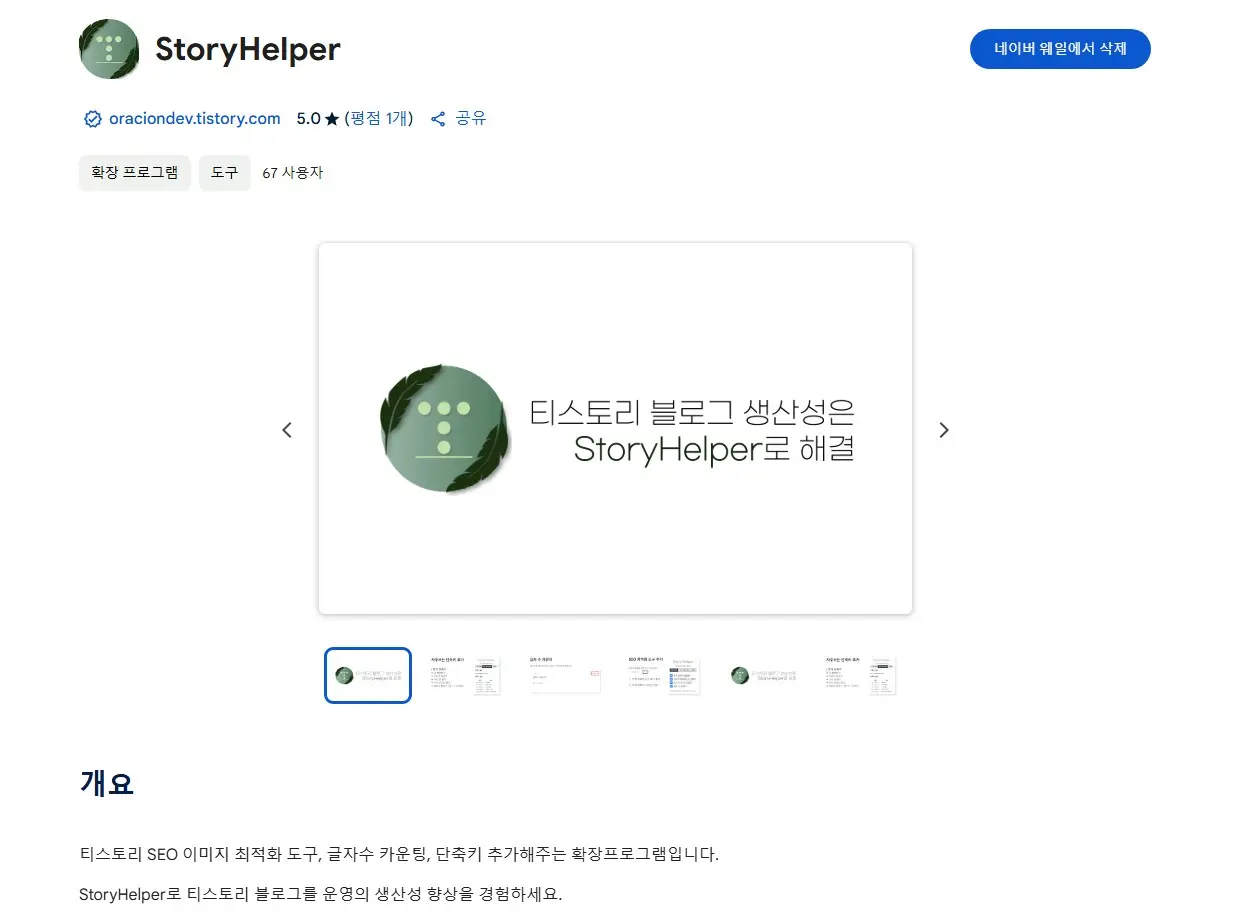 StoryHelper
네이버 웨일에서 삭제
oraciondev.tistory.com 5.0 ★ (평점 1개) 공유
확장 프로그램 도구 67 사용자
티스토리 블로그 생산성은
StoryHelper로 해결
개요
티스토리 SEO 이미지 최적화 도구, 글자수 카운팅, 단축키 추가해주는 확장프로그램입니다.
StoryHelper로 티스토리 블로그를 운영의 생산성 향상을 경험하세요.